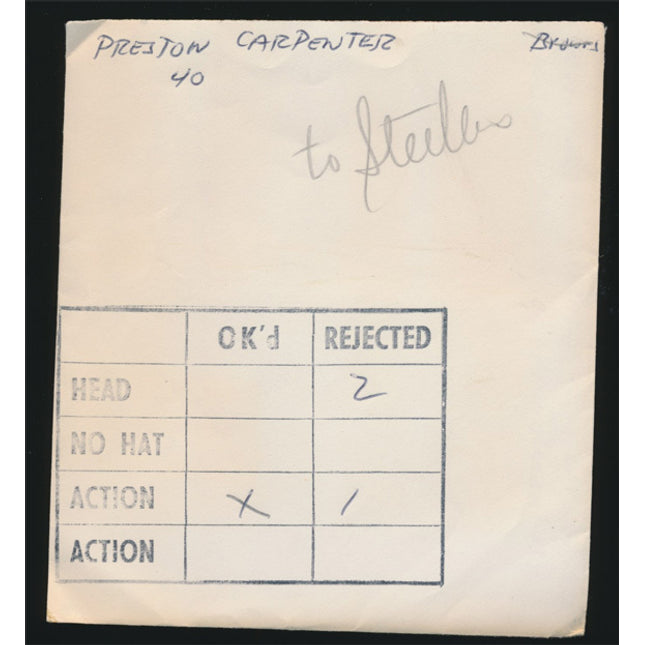 PRESTON CARPENTER Browns
40
to Steelers
OK'd REJECTED
HEAD 2
NO HAT
ACTION X 1
ACTION